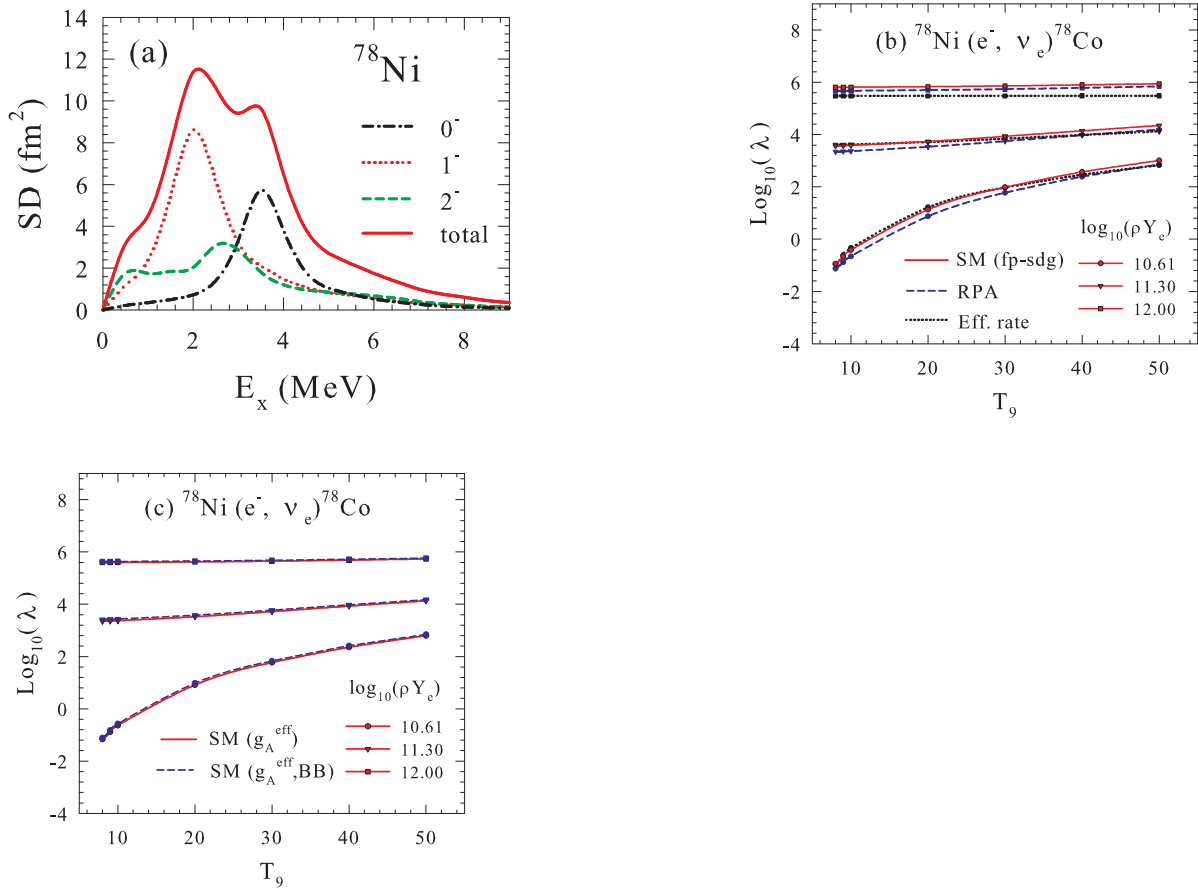 (a)
⁷⁸Ni
0⁻
1⁻
2⁻
total
SD (fm²)
14
12
10
8
6
4
2
0
0 2 4 6 8
Eₓ (MeV)
(b) ⁷⁸Ni (e⁻, ν ₑ)⁷⁸Co
Log₁₀(λ)
8
6
4
2
0
-2
-4
log₁₀(ρYₑ)
SM (fp-sdg)
RPA
Eff. rate
10.61
11.30
12.00
10 20 30 40 50
T₉
(c) ⁷⁸Ni (e⁻, ν ₑ)⁷⁸Co
Log₁₀(λ)
8
6
4
2
0
-2
-4
log₁₀(ρYₑ)
SM (g_A^eff)
SM (g_A^eff,BB)
10.61
11.30
12.00
10 20 30 40 50
T₉